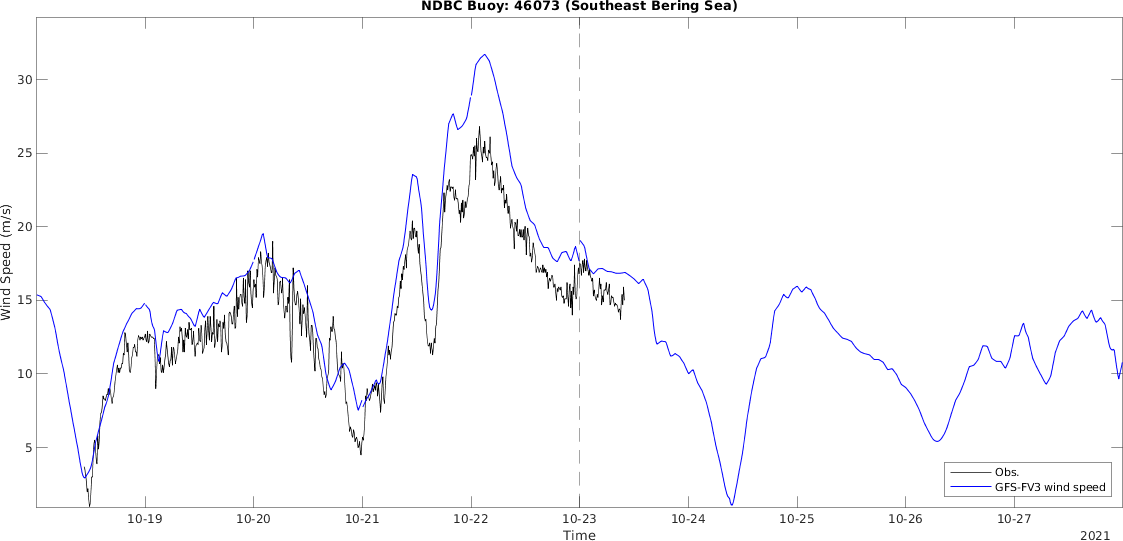 NDBC Buoy: 46073 (Southeast Bering Sea)
Wind Speed (m/s)
30
25
20
15
10
5
Obs.
GFS-FV3 wind speed
10-19 10-20 10-21 10-22 10-23 10-24 10-25 10-26 10-27
Time
2021